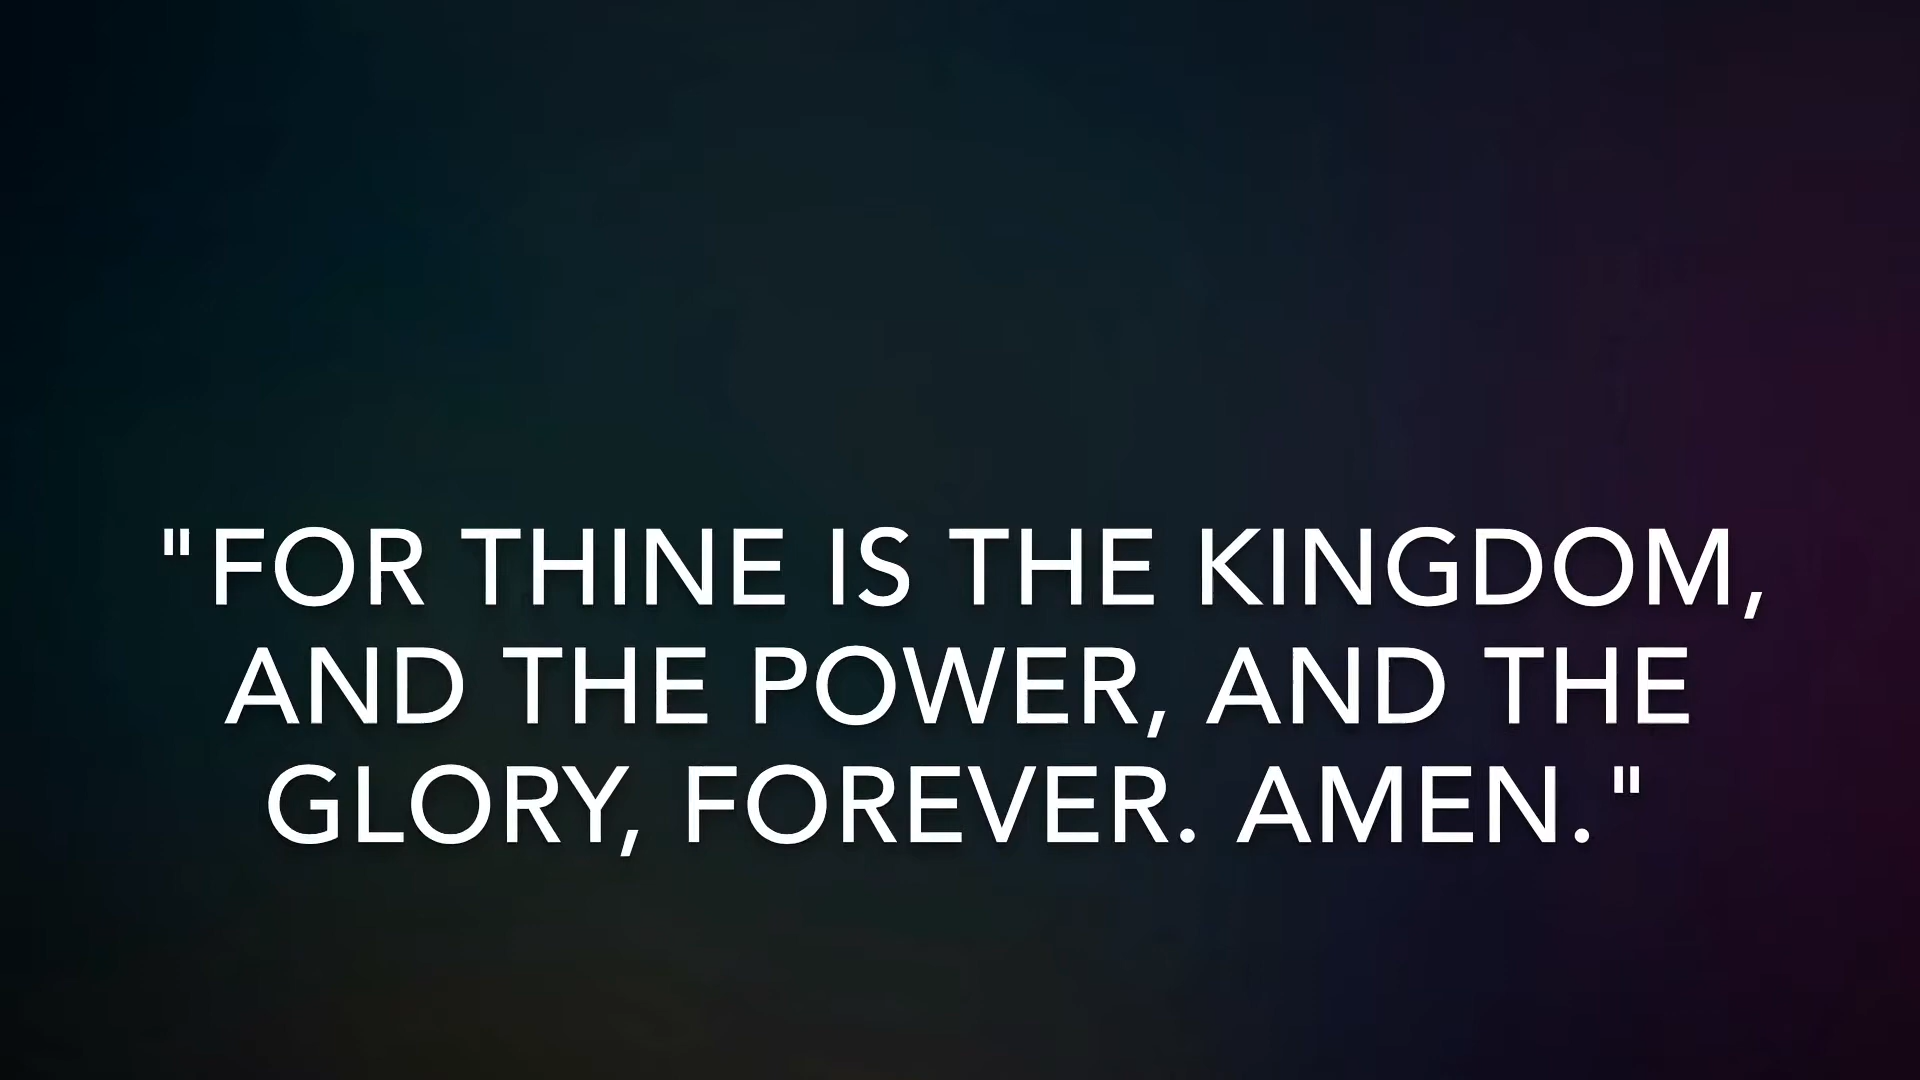 "FOR THINE IS THE KINGDOM,
AND THE POWER, AND THE
GLORY, FOREVER. AMEN."